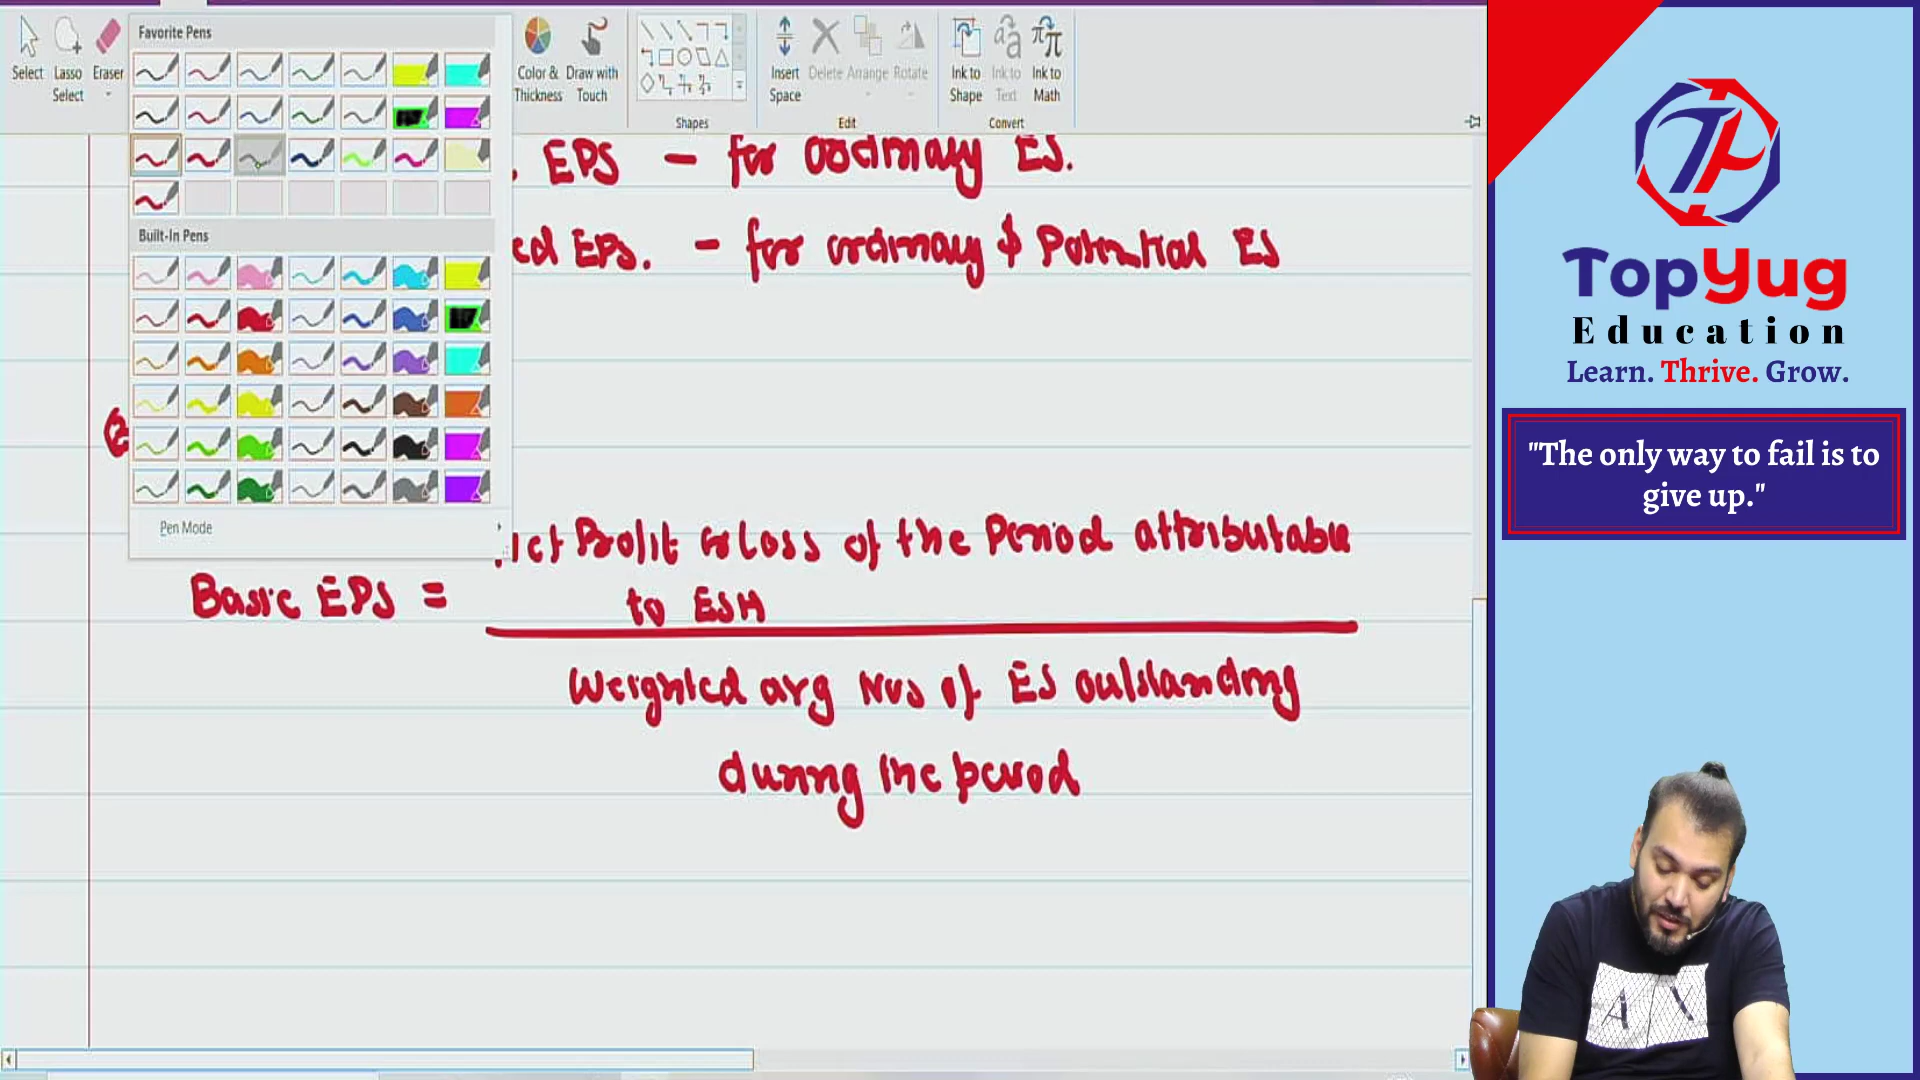 Favorite Pens
Select
Lasso Select
Eraser
Color & Thickness
Draw with Touch
Insert Space
Delete
Arrange
Rotate
Ink to Shape
Ink to Text
Ink to Math
Shapes
Edit
Convert
Built-In Pens
Pen Mode
. EPS - for ordinary ES.
ed EPS. - for ordinary & Potential ES
Net Profit or Loss of the Period attributable
Basic EPS =
to ESH
Weighted avg Nos of ES outstanding
during the period
TopYug
Education
Learn. Thrive. Grow.
"The only way to fail is to
give up."
A X